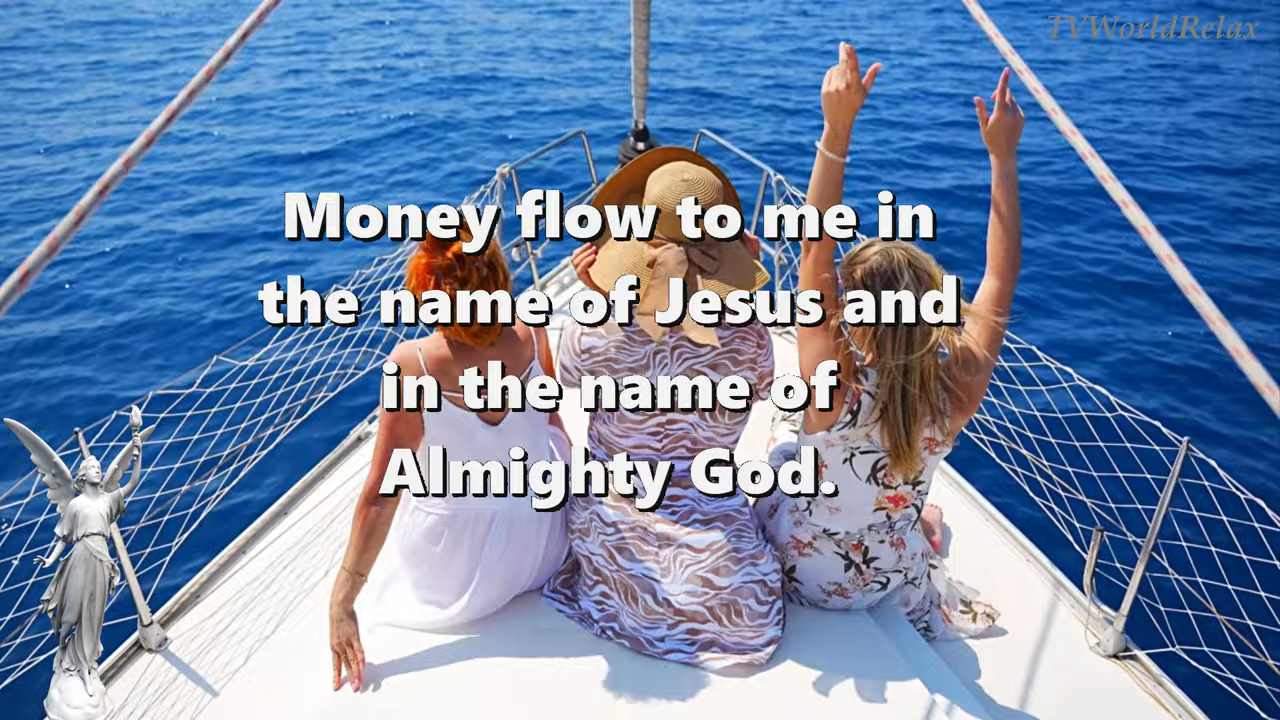 TVWorldRelax
Money flow to me in
the name of Jesus and
in the name of
Almighty God.